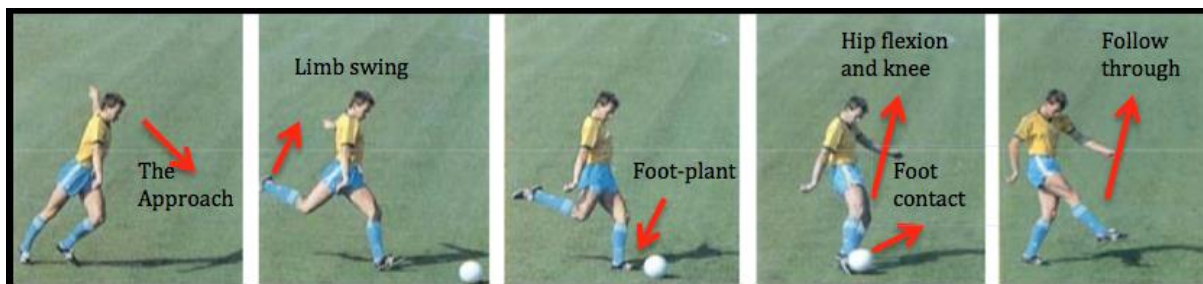 The
Approach
Limb swing
Foot-plant
Hip flexion
and knee
Foot
contact
Follow
through